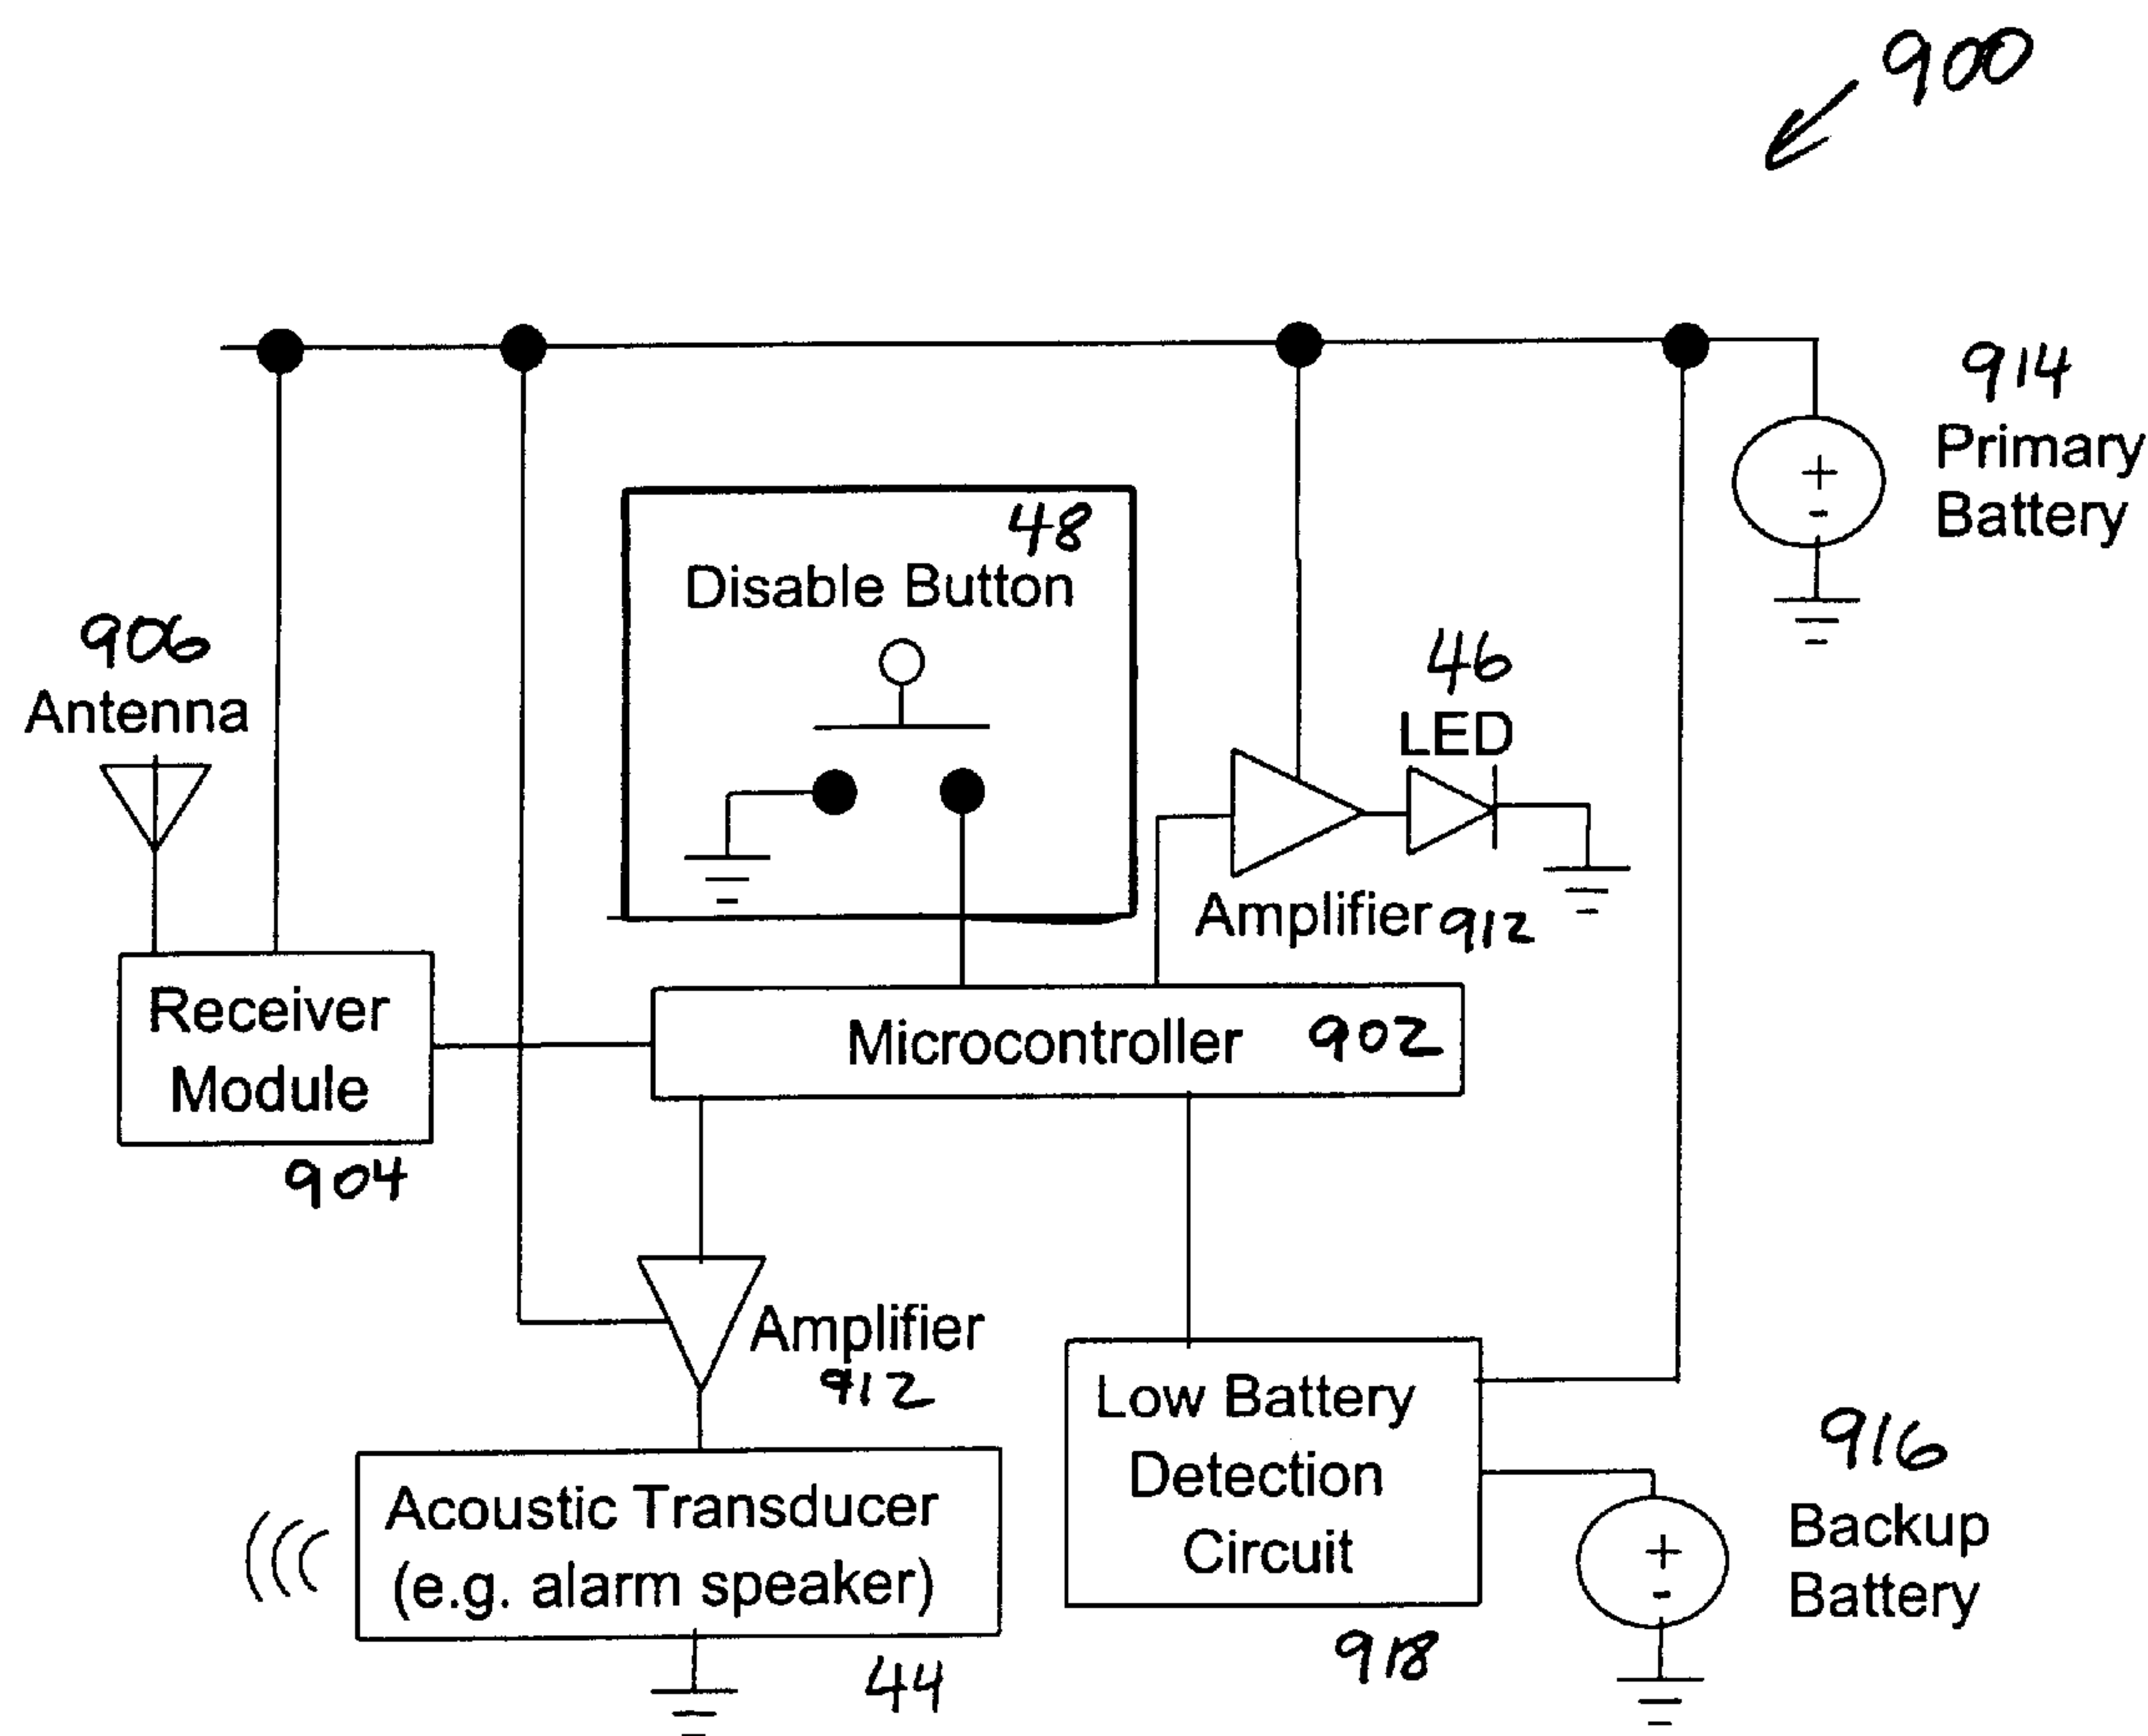 900
914
Primary
Battery
48
Disable Button
906
Antenna
46
LED
Amplifier 912
Receiver
Module
904
Microcontroller 902
Amplifier
912
Low Battery
Detection
Circuit
918
916
Backup
Battery
Acoustic Transducer
(e.g. alarm speaker)
44